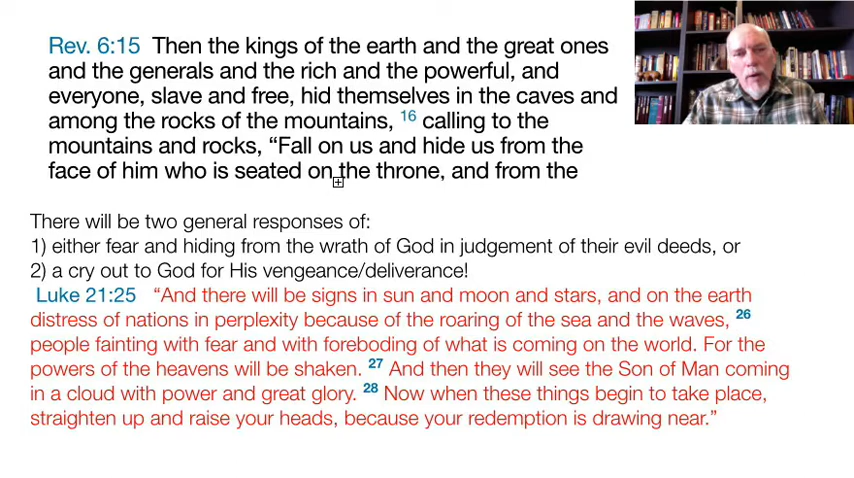 Rev. 6:15 Then the kings of the earth and the great ones
and the generals and the rich and the powerful, and
everyone, slave and free, hid themselves in the caves and
among the rocks of the mountains, 16 calling to the
mountains and rocks, “Fall on us and hide us from the
face of him who is seated on the throne, and from the
There will be two general responses of:
1) either fear and hiding from the wrath of God in judgement of their evil deeds, or
2) a cry out to God for His vengeance/deliverance!
Luke 21:25 “And there will be signs in sun and moon and stars, and on the earth
distress of nations in perplexity because of the roaring of the sea and the waves, 26
people fainting with fear and with foreboding of what is coming on the world. For the
powers of the heavens will be shaken. 27 And then they will see the Son of Man coming
in a cloud with power and great glory. 28 Now when these things begin to take place,
straighten up and raise your heads, because your redemption is drawing near.”